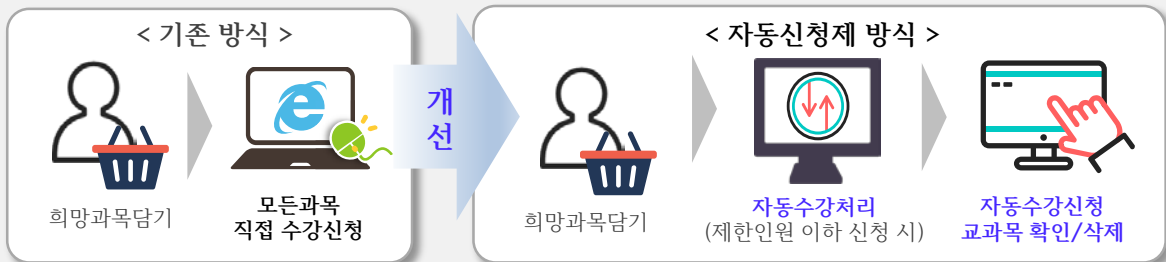 < 기존 방식 >
희망과목담기
모든과목
직접 수강신청
개
선
< 자동신청제 방식 >
희망과목담기
자동수강처리
(제한인원 이하 신청 시)
자동수강신청
교과목 확인/삭제